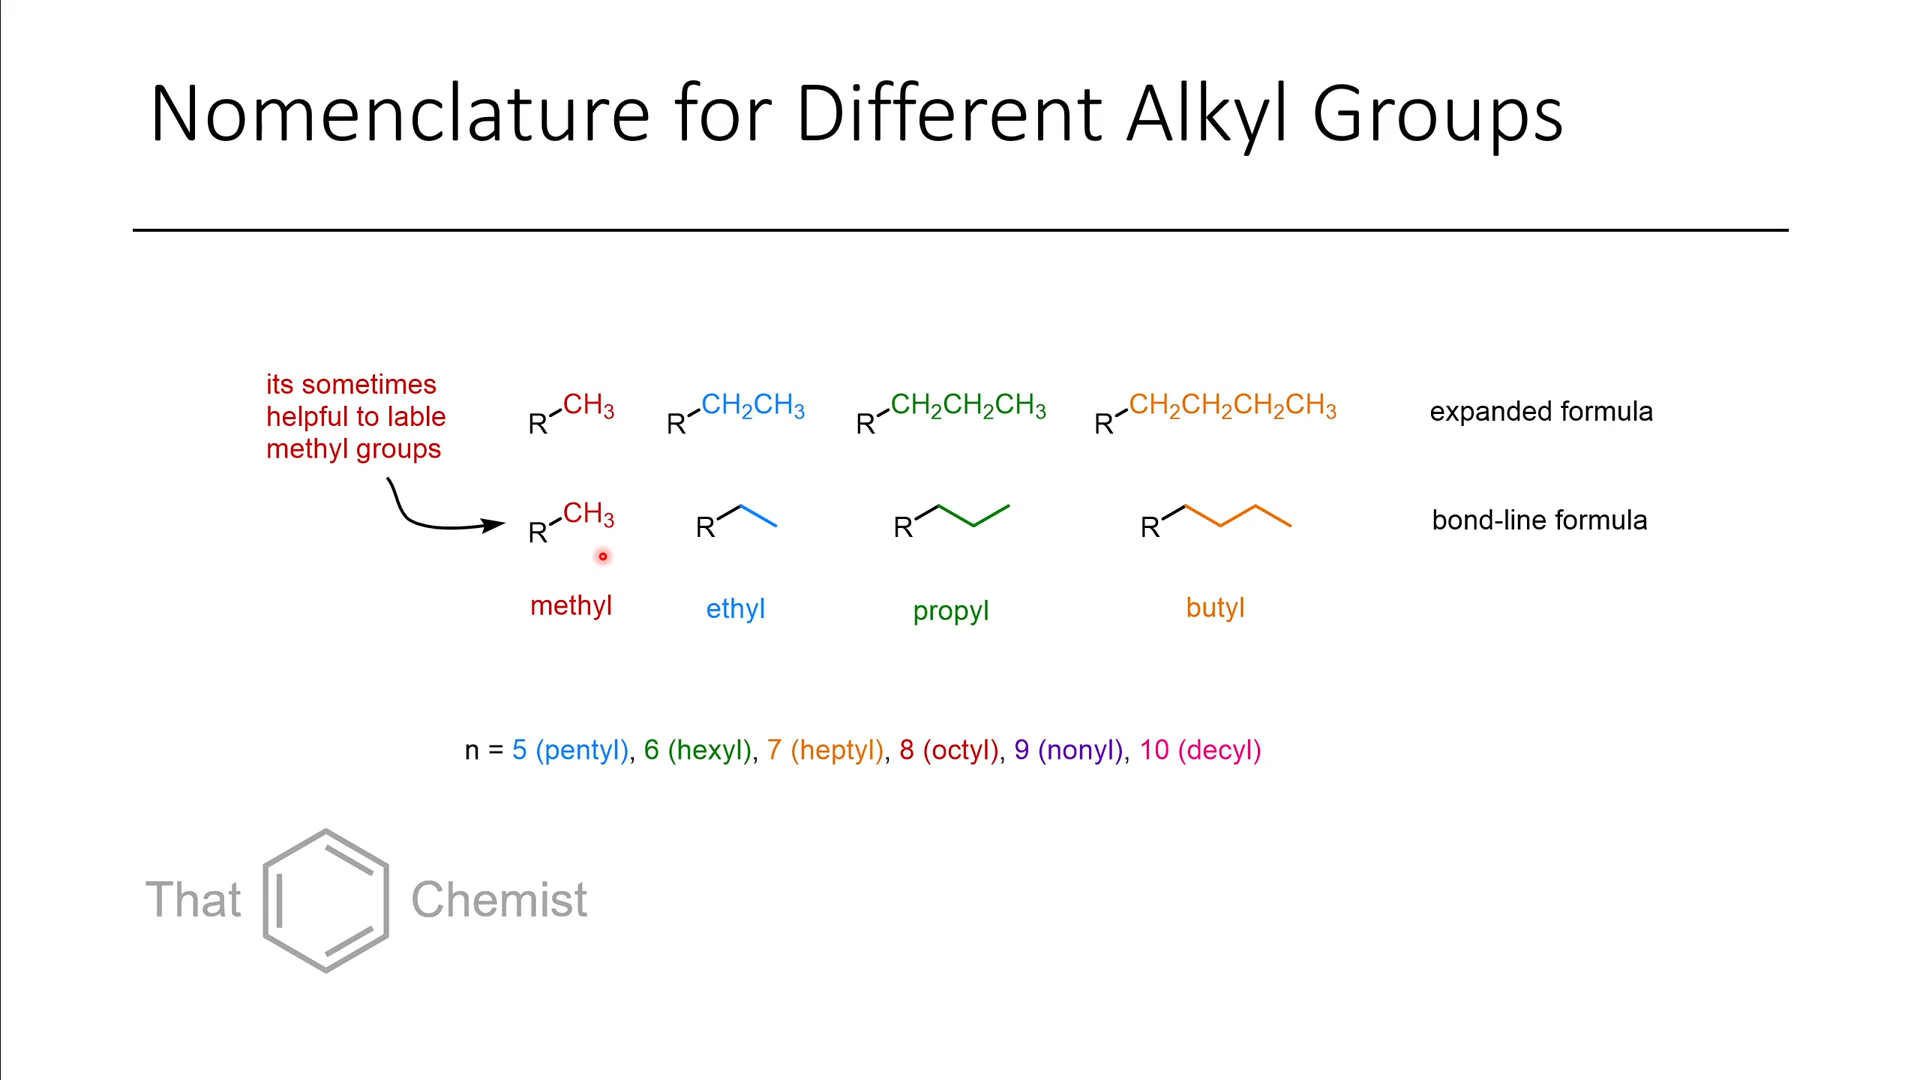 Nomenclature for Different Alkyl Groups
its sometimes
helpful to lable
methyl groups
R CH₃ R CH₂CH₃ R CH₂CH₂CH₃ R CH₂CH₂CH₂CH₃ expanded formula
R CH₃ R R R bond-line formula
methyl ethyl propyl butyl
n = 5 (pentyl), 6 (hexyl), 7 (heptyl), 8 (octyl), 9 (nonyl), 10 (decyl)
That Chemist